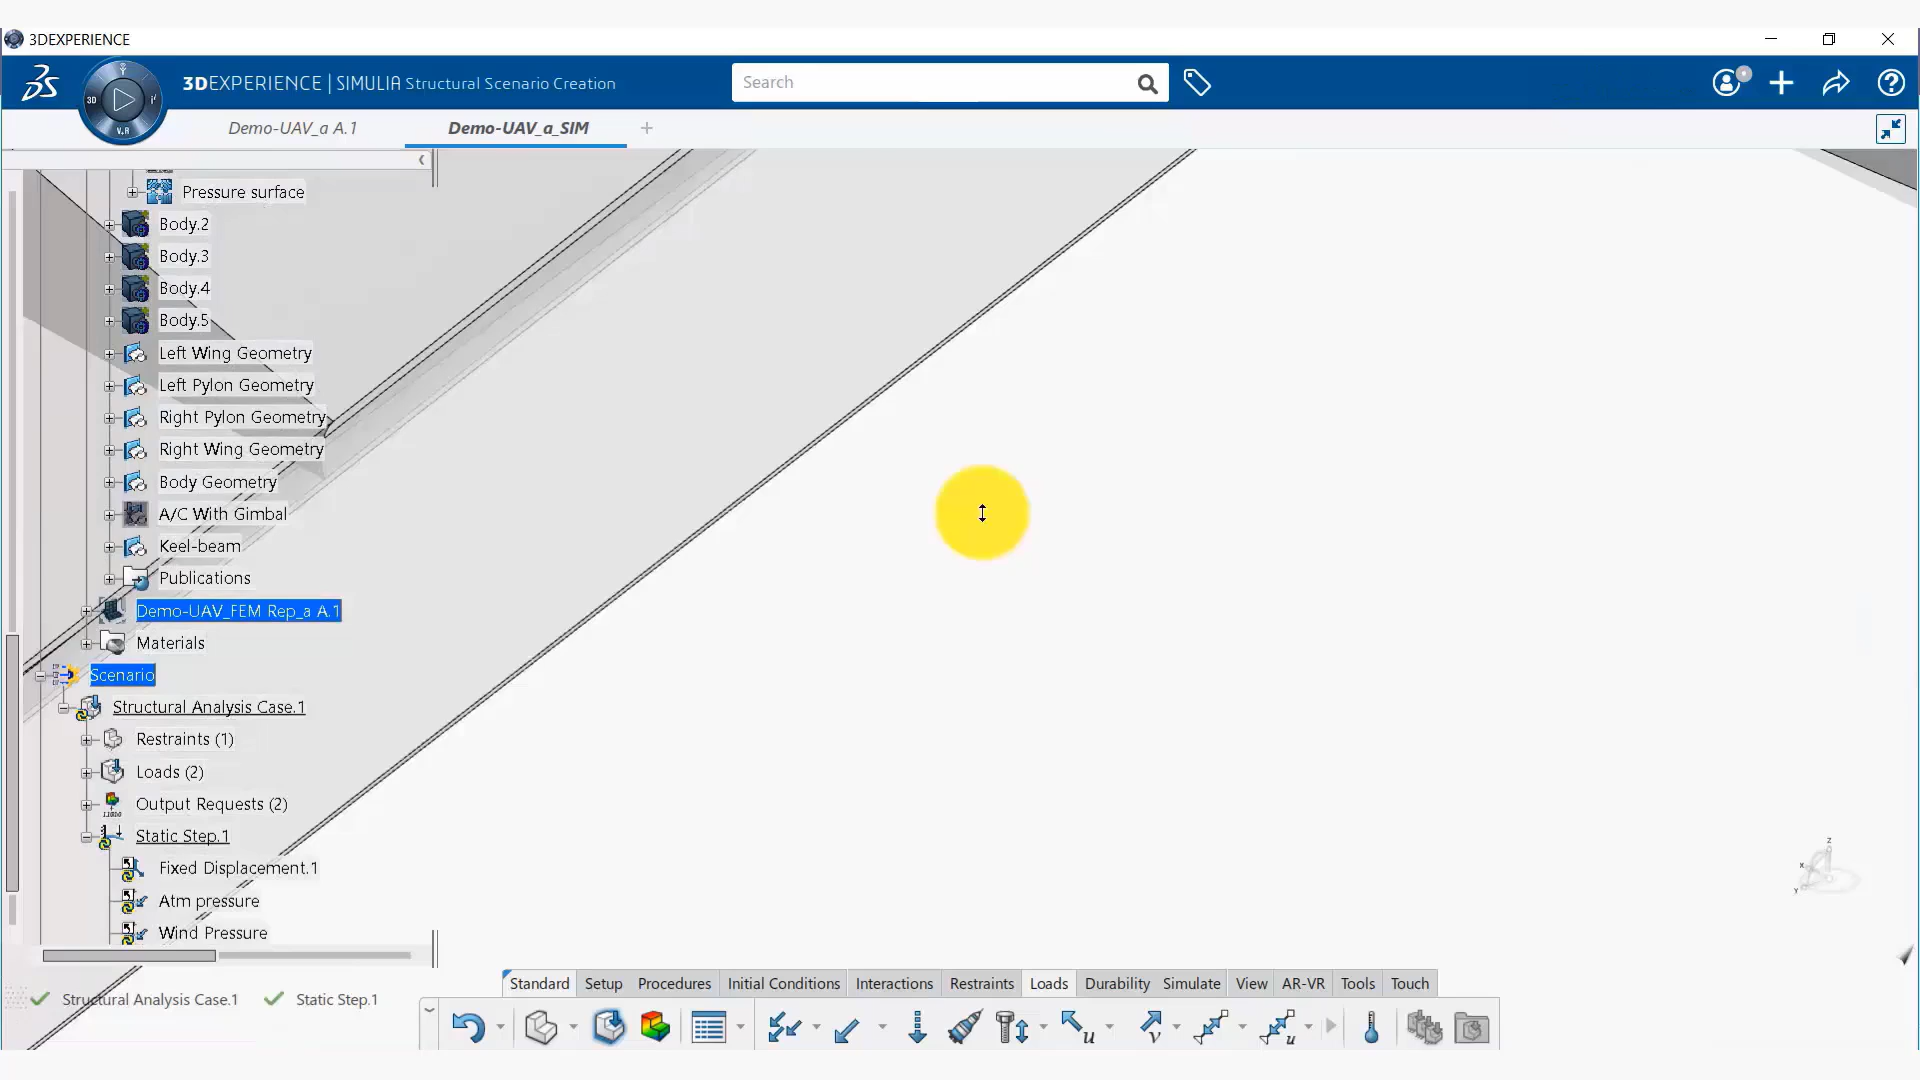 3DEXPERIENCE
3DEXPERIENCE | SIMULIA Structural Scenario Creation
Search
3D
V.R
Demo-UAV_a A.1
Demo-UAV_a_SIM
Pressure surface
Body.2
Body.3
Body.4
Body.5
Left Wing Geometry
Left Pylon Geometry
Right Pylon Geometry
Right Wing Geometry
Body Geometry
A/C With Gimbal
Keel-beam
Publications
Demo-UAV_FEM Rep_a A.1
Materials
Scenario
Structural Analysis Case.1
Restraints (1)
Loads (2)
Output Requests (2)
Static Step.1
Fixed Displacement.1
Atm pressure
Wind Pressure
Structural Analysis Case.1
Static Step.1
Standard
Setup
Procedures
Initial Conditions
Interactions
Restraints
Loads
Durability
Simulate
View
AR-VR
Tools
Touch
u
v
u
z
x
Y